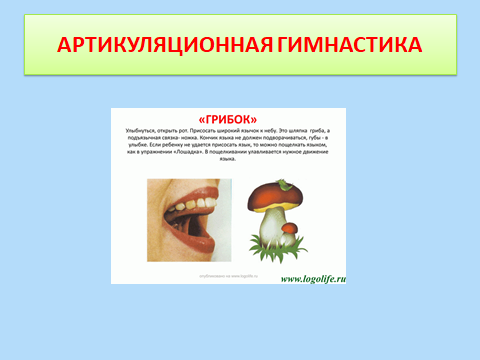 АРТИКУЛЯЦИОННАЯ ГИМНАСТИКА
«ГРИБОК»
Улыбнуться, открыть рот. Присосать широкий язычок к небу. Это шляпка гриба, а
подъязычная связка- ножка. Кончик языка не должен подворачиваться, губы - в
улыбке. Если ребенку не удается присосать язык, то можно пощелкать языком,
как в упражнении «Лошадка». В пощелкивании улавливается нужное движение
языка.
опубликовано на www.logolife.ru
www.logolife.ru